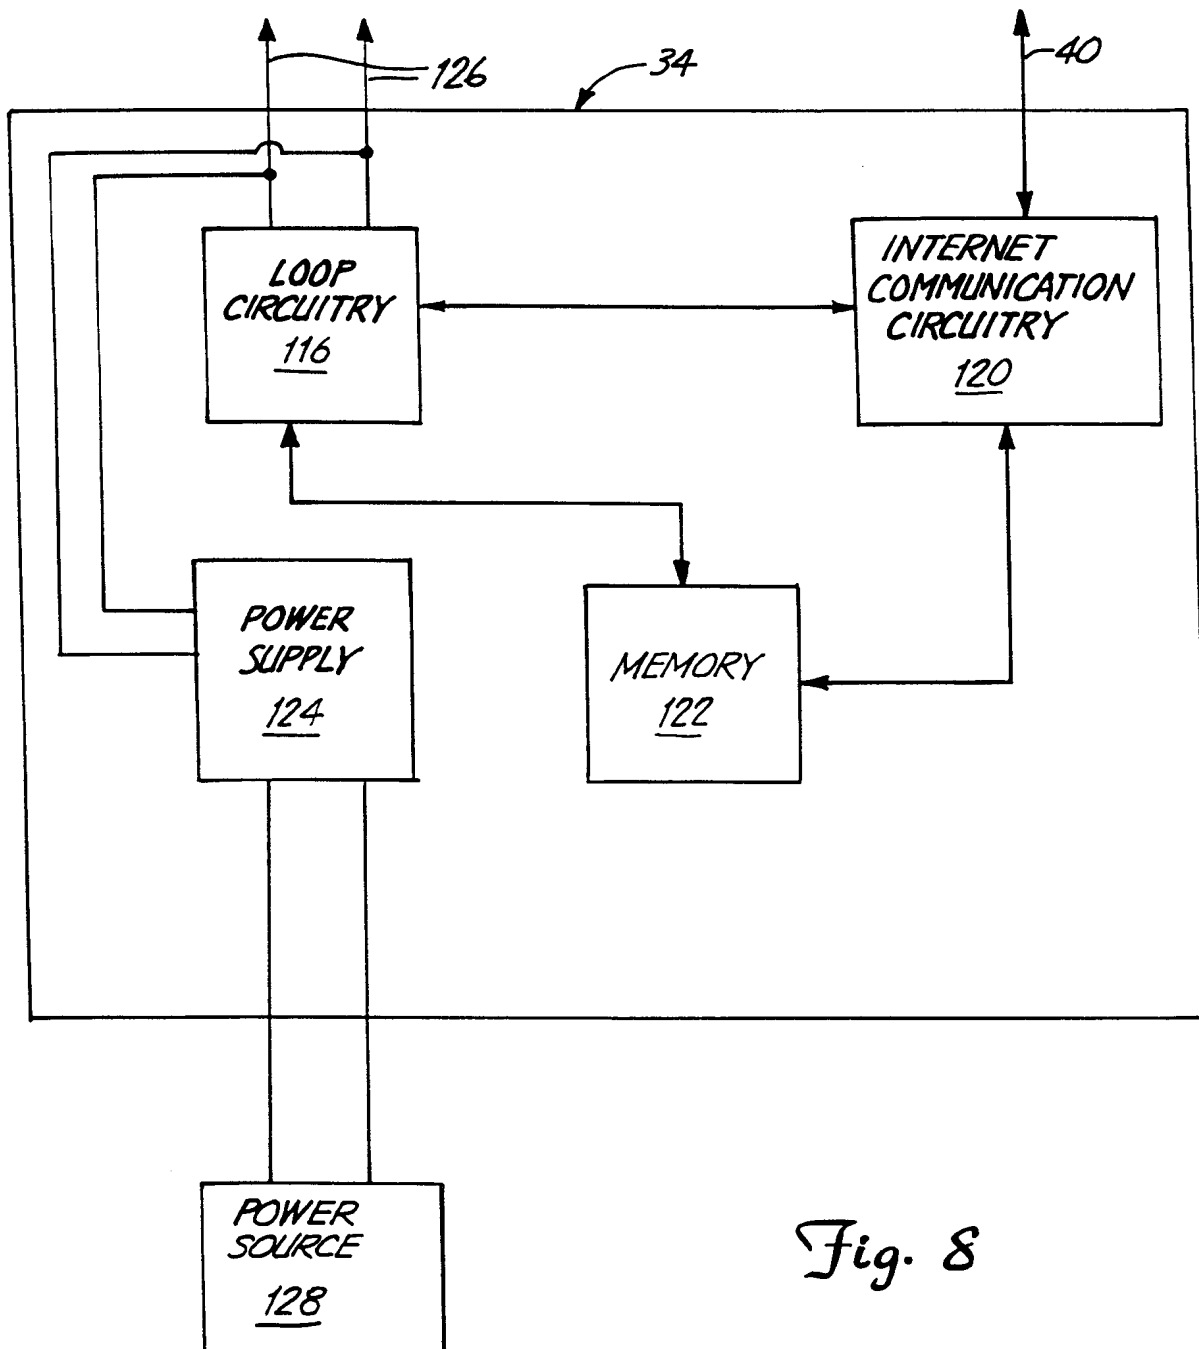 126
34
40
LOOP
CIRCUITRY
116
INTERNET
COMMUNICATION
CIRCUITRY
120
POWER
SUPPLY
124
MEMORY
122
POWER
SOURCE
128
Fig. 8